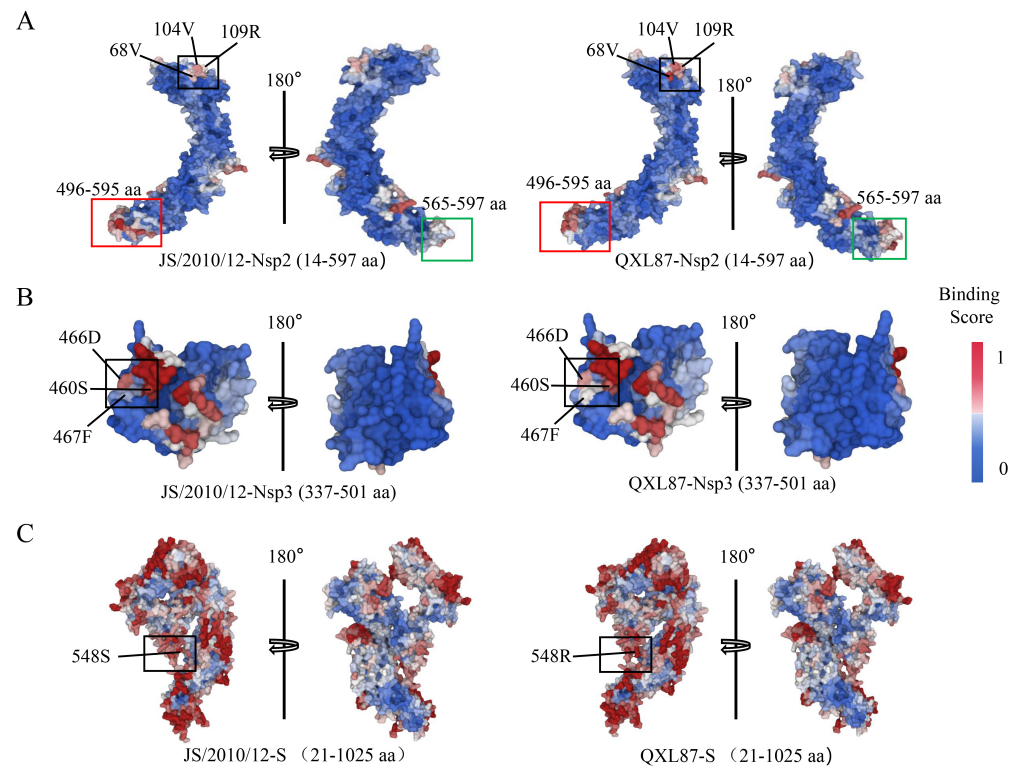 A
104V
109R
68V
180°
496-595 aa
565-597 aa
JS/2010/12-Nsp2 (14-597 aa)
104V
109R
68V
180°
496-595 aa
565-597 aa
QXL87-Nsp2 (14-597 aa)
B
466D
460S
467F
180°
JS/2010/12-Nsp3 (337-501 aa)
466D
460S
467F
180°
QXL87-Nsp3 (337-501 aa)
Binding
Score
1
0
C
180°
548S
JS/2010/12-S （21-1025 aa）
180°
548R
QXL87-S （21-1025 aa）